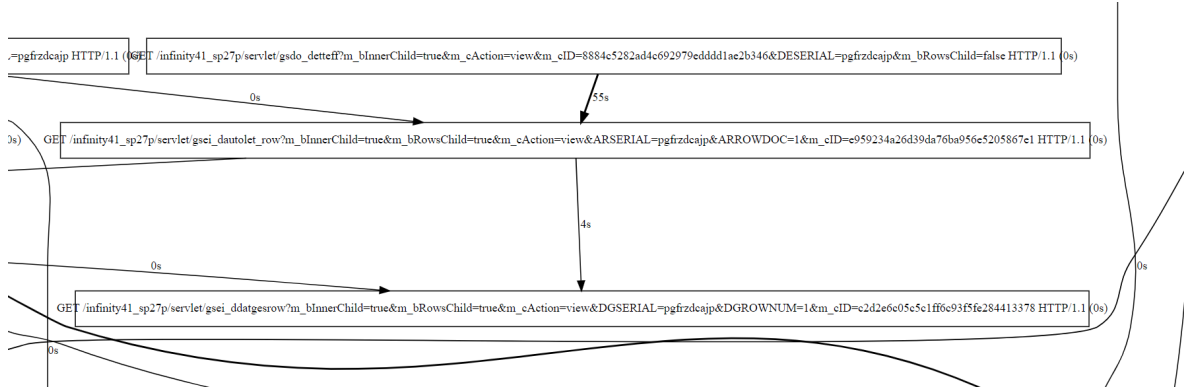 .=pgfrzdcajp HTTP/1.1 (0s)
GET /infinity41_sp27p/servlet/gsdo_detteff?m_bInnerChild=true&m_cAction=view&m_cID=8884c5282ad4c692979edddd1ae2b346&DESERIAL=pgfrzdcajp&m_bRowsChild=false HTTP/1.1 (0s)
0s
55s
0s)
GET /infinity41_sp27p/servlet/gsei_dautolet_row?m_bInnerChild=true&m_bRowsChild=true&m_cAction=view&ARSERIAL=pgfrzdcajp&ARROWDOC=1&m_cID=e959234a26d39da76ba956e5205867e1 HTTP/1.1 (0s)
4s
0s
0s
GET /infinity41_sp27p/servlet/gsei_ddatgesrow?m_bInnerChild=true&m_bRowsChild=true&m_cAction=view&DGSERIAL=pgfrzdcajp&DGROWNUM=1&m_cID=c2d2e6c05c5c1ff6c93f5fe284413378 HTTP/1.1 (0s)
0s